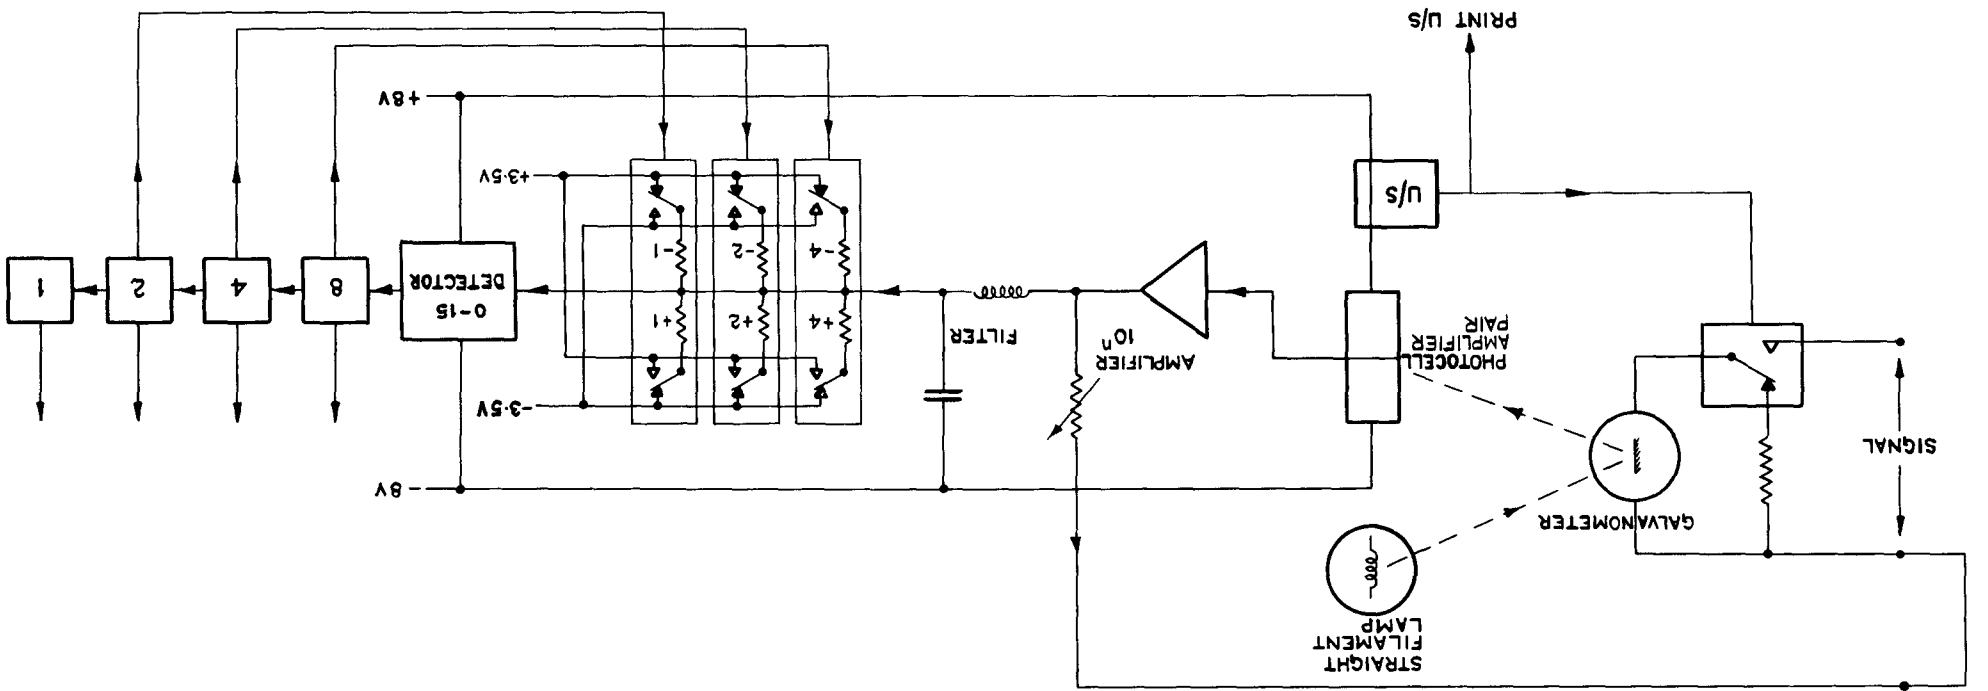 STRAIGHT
FILAMENT
LAMP
GALVANOMETER
SIGNAL
PHOTOCELL
AMPLIFIER
PAIR
U/S
PRINT U/S
AMPLIFIER
10ⁿ
FILTER
-8V
-3·5V
+4 +2 +1
-4 -2 -1
+3·5V
+8V
0-15
DETECTOR
8 4 2 1